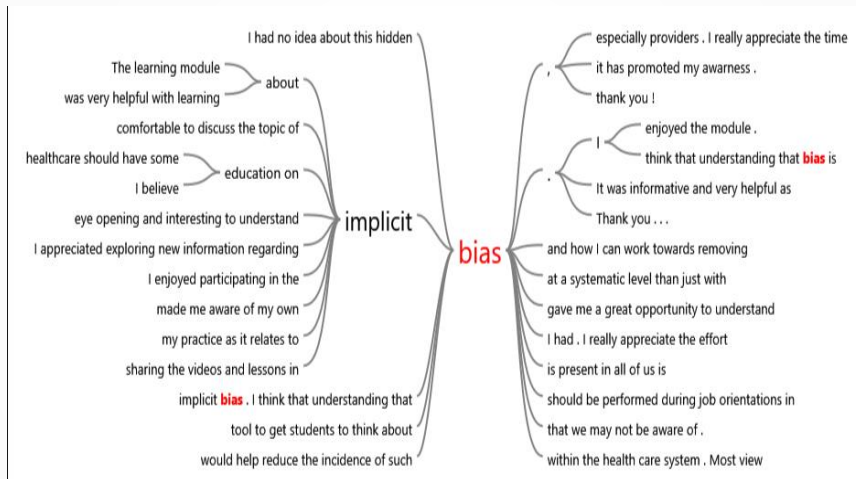 I had no idea about this hidden
The learning module
was very helpful with learning
about
comfortable to discuss the topic of
healthcare should have some
I believe
education on
eye opening and interesting to understand
I appreciated exploring new information regarding
I enjoyed participating in the
made me aware of my own
my practice as it relates to
sharing the videos and lessons in
implicit
implicit bias . I think that understanding that
tool to get students to think about
would help reduce the incidence of such
bias
,
especially providers . I really appreciate the time
it has promoted my awarness .
thank you !
.
I
enjoyed the module .
think that understanding that bias is
It was informative and very helpful as
Thank you . . .
and how I can work towards removing
at a systematic level than just with
gave me a great opportunity to understand
I had . I really appreciate the effort
is present in all of us is
should be performed during job orientations in
that we may not be aware of .
within the health care system . Most view